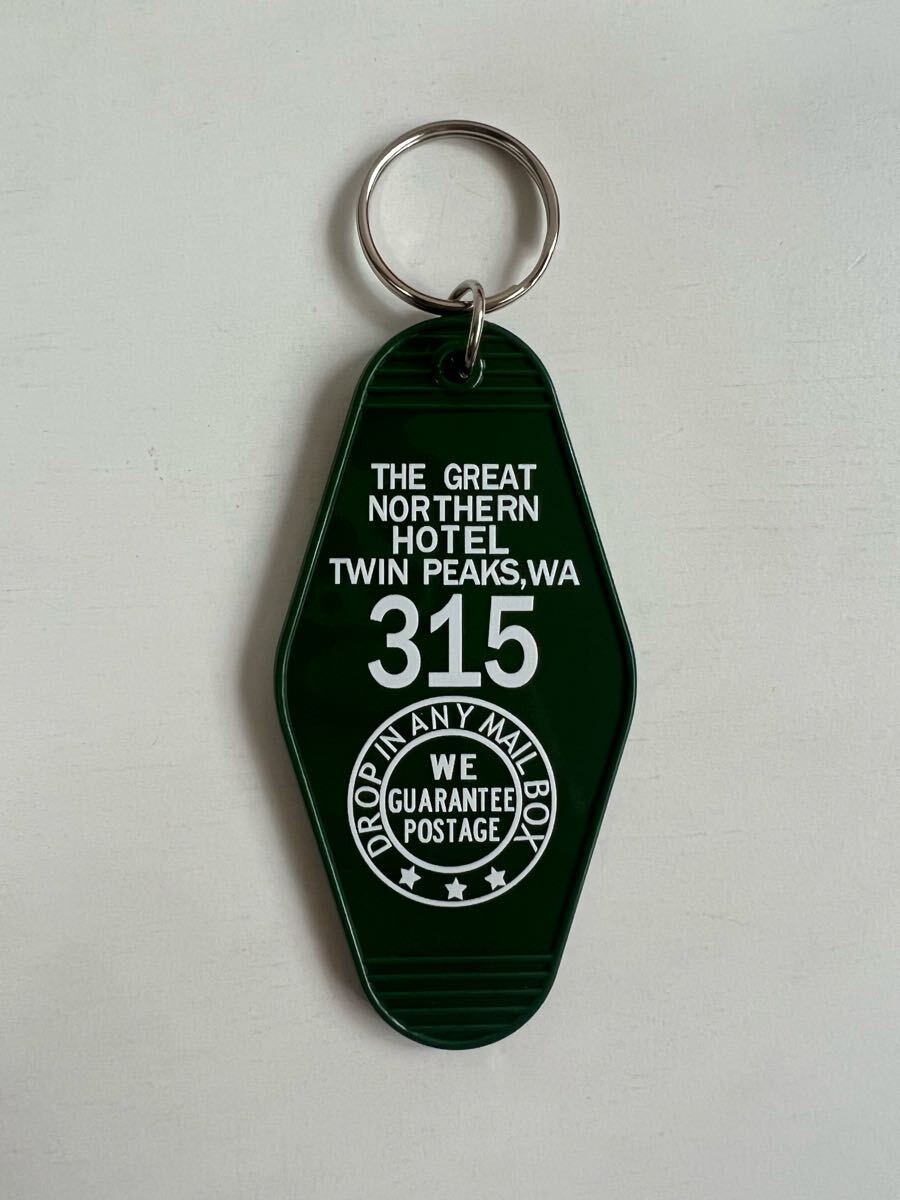 THE GREAT
NORTHERN
HOTEL
TWIN PEAKS,WA
315
DROP IN ANY MAIL BOX
WE
GUARANTEE
POSTAGE